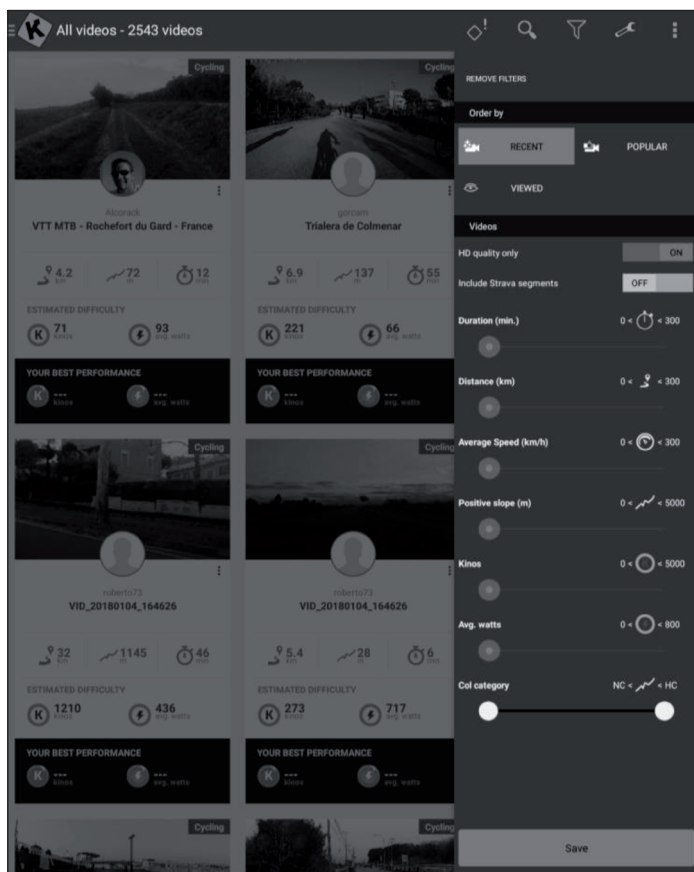 All videos - 2543 videos
Cycling
Alcorack
VTT MTB - Rochefort du Gard - France
4.2 km
72 m
12 min
ESTIMATED DIFFICULTY
K 71 kinos
93 avg. watts
YOUR BEST PERFORMANCE
K --- kinos
--- avg. watts
Cycling
gorcam
Trialera de Colmenar
6.9 km
137 m
55 min
ESTIMATED DIFFICULTY
K 221 kinos
66 avg. watts
YOUR BEST PERFORMANCE
K --- kinos
--- avg. watts
Cycling
roberto73
VID_20180104_164626
32 km
1145 m
46 min
ESTIMATED DIFFICULTY
K 1210 kinos
436 avg. watts
YOUR BEST PERFORMANCE
K --- kinos
--- avg. watts
Cycling
roberto73
VID_20180104_164626
5.4 km
28 m
6 min
ESTIMATED DIFFICULTY
K 273 kinos
717 avg. watts
YOUR BEST PERFORMANCE
K --- kinos
--- avg. watts
Cycling
Cycling
REMOVE FILTERS
Order by
RECENT
POPULAR
VIEWED
Videos
HD quality only ON
Include Strava segments OFF
Duration (min.) 0 < < 300
Distance (km) 0 < < 300
Average Speed (km/h) 0 < < 300
Positive slope (m) 0 < < 5000
Kinos 0 < < 5000
Avg. watts 0 < < 800
Col category NC < < HC
Save